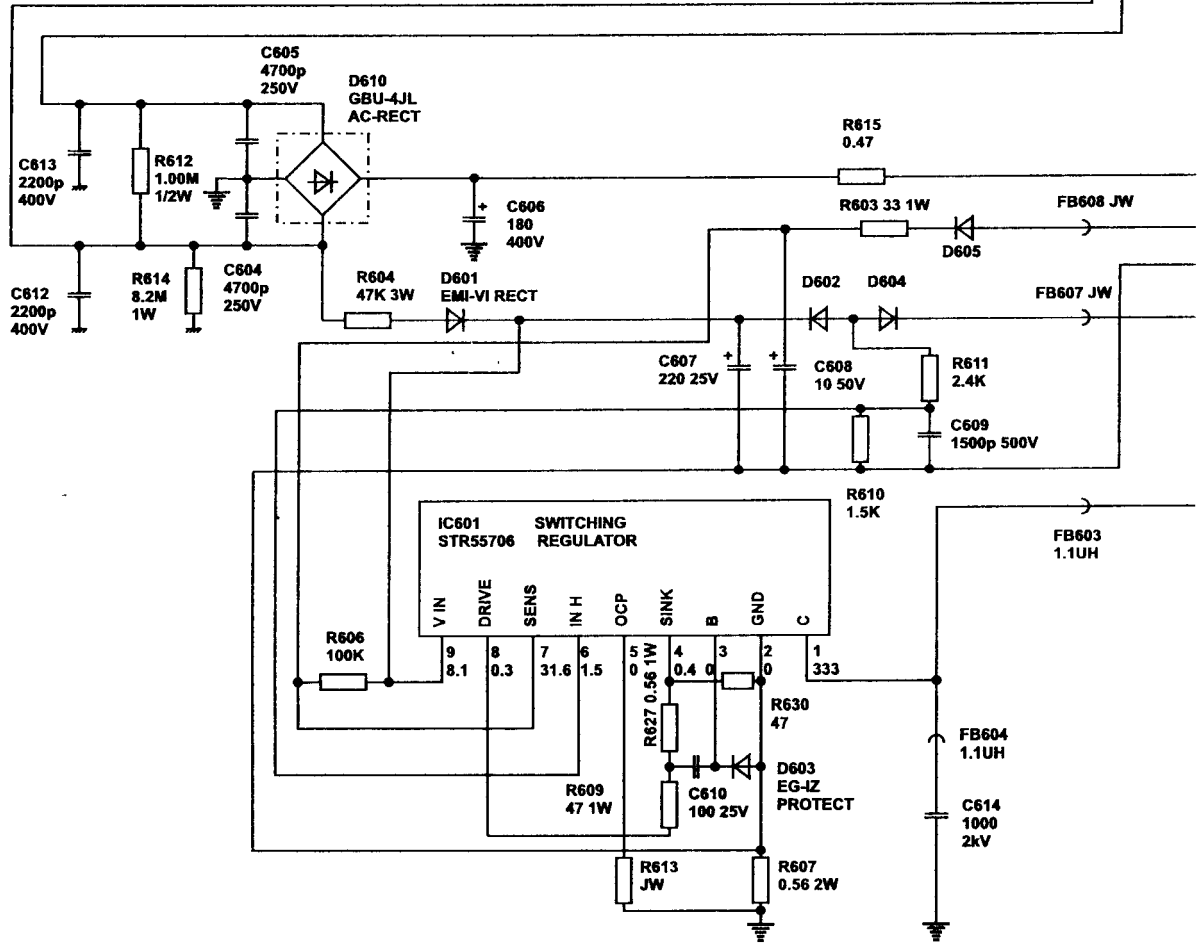 C605
4700p
250V
D610
GBU-4JL
AC-RECT
C613
2200p
400V
R612
1.00M
1/2W
R615
0.47
C606
180
400V
+
R603 33 1W
D605
FB608 JW
C612
2200p
400V
R614
8.2M
1W
C604
4700p
250V
R604
47K 3W
D601
EMI-VI RECT
D602
D604
FB607 JW
C607
220 25V
+
C608
10 50V
+
R611
2.4K
C609
1500p 500V
R610
1.5K
IC601 SWITCHING
STR55706 REGULATOR
V IN
DRIVE
SENS
IN H
OCP
SINK
B
GND
C
9 8 7 6 5 4 3 2 1
8.1 0.3 31.6 1.5 0 0.4 0 0 333
FB603
1.1UH
R606
100K
R627 0.56 1W
R630
47
FB604
1.1UH
R609
47 1W
C610
100 25V
D603
EG-IZ
PROTECT
C614
1000
2kV
R613
JW
R607
0.56 2W